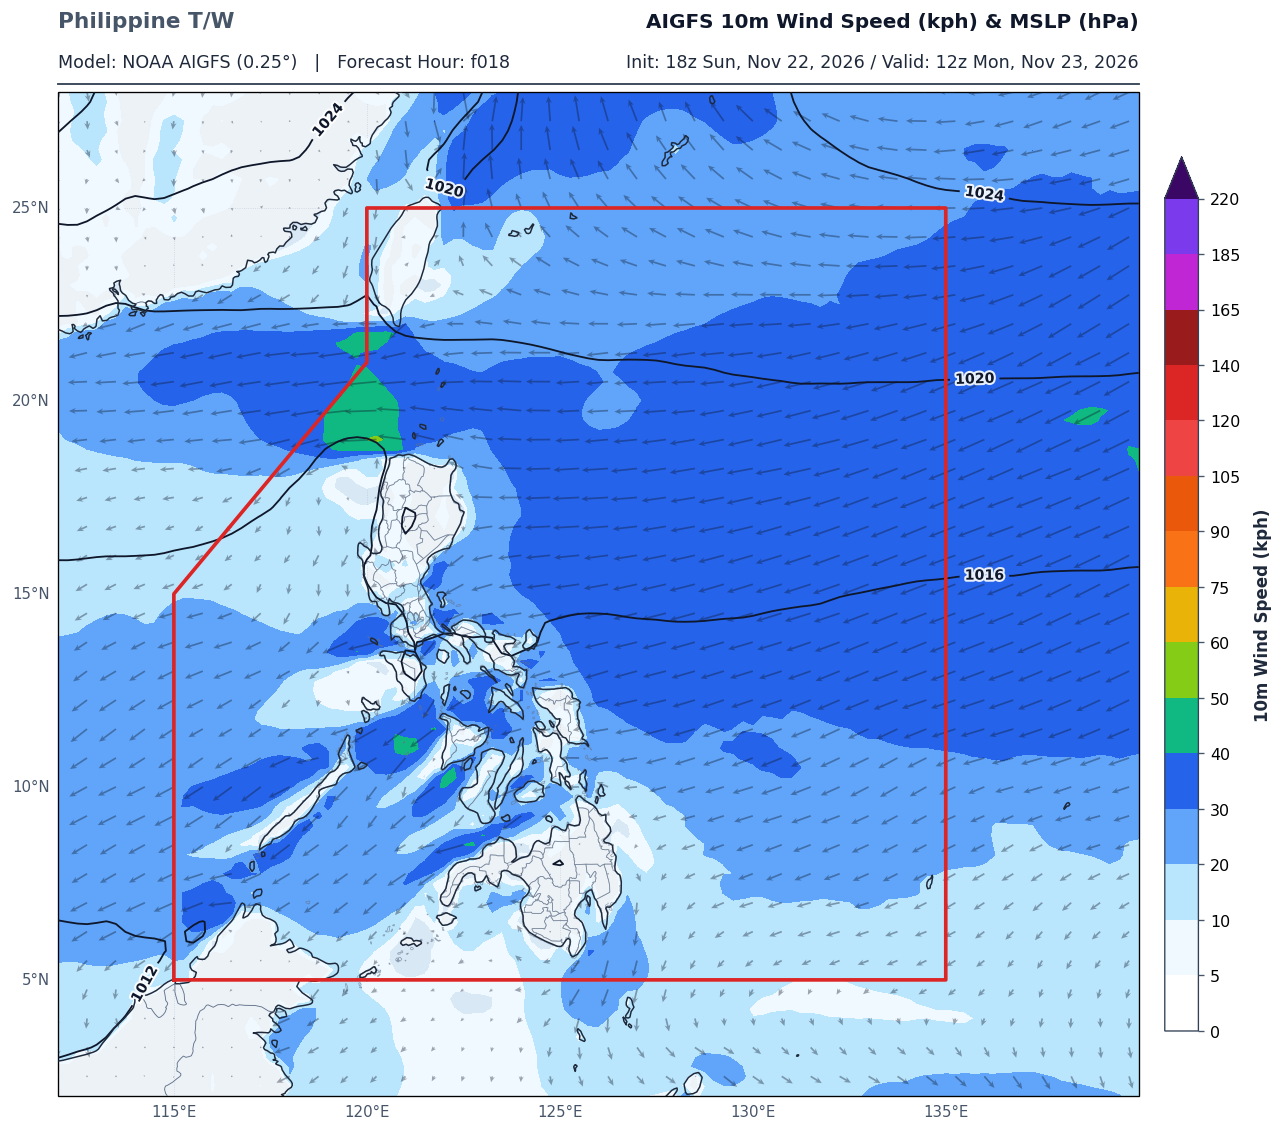 Philippine T/W
AIGFS 10m Wind Speed (kph) & MSLP (hPa)
Model: NOAA AIGFS (0.25°) | Forecast Hour: f018
Init: 18z Sun, Nov 22, 2026 / Valid: 12z Mon, Nov 23, 2026
1024
1020
1024
1020
1016
1012
25°N
20°N
15°N
10°N
5°N
115°E
120°E
125°E
130°E
135°E
220
185
165
140
120
105
90
75
60
50
40
30
20
10
5
0
10m Wind Speed (kph)